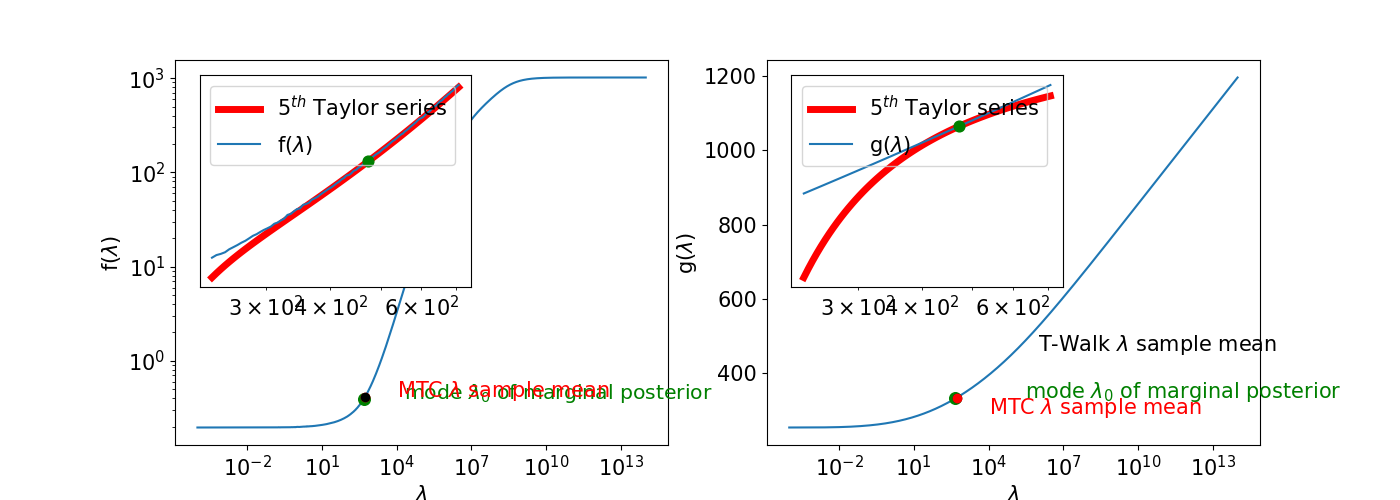 10³
10²
10¹
10⁰
f(λ)
5ᵗʰ Taylor series
f(λ)
3 × 10²
4 × 10²
6 × 10²
MTC λ sample mean
mode λ₀ of marginal posterior
10⁻²
10¹
10⁴
10⁷
10¹⁰
10¹³
λ
1200
1000
800
600
400
g(λ)
5ᵗʰ Taylor series
g(λ)
3 × 10²
4 × 10²
6 × 10²
T-Walk λ sample mean
mode λ₀ of marginal posterior
MTC λ sample mean
10⁻²
10¹
10⁴
10⁷
10¹⁰
10¹³
λ